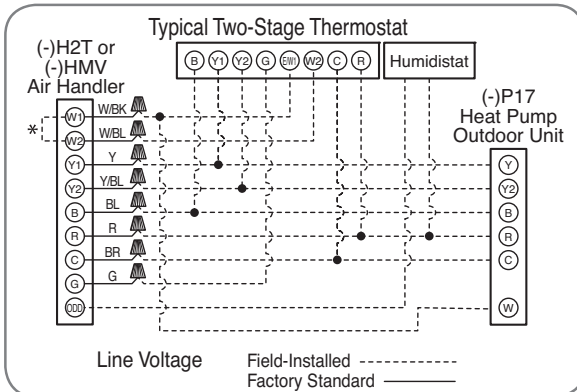 Typical Two-Stage Thermostat
(-)H2T or
(-)HMV
Air Handler
B Y1 Y2 G E/W1 W2 C R
Humidistat
(-)P17
Heat Pump
Outdoor Unit
*
W1 W/BK
W2 W/BL
Y1 Y
Y2 Y/BL
B BL
R R
C BR
G G
ODD
Y
Y2
B
R
C
W
Line Voltage
Field-Installed
Factory Standard